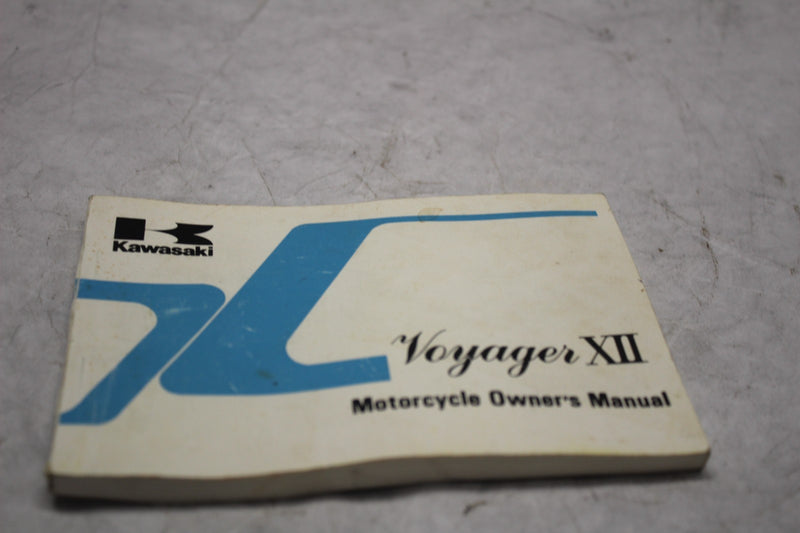 Kawasaki
Voyager XII
Motorcycle Owner's Manual